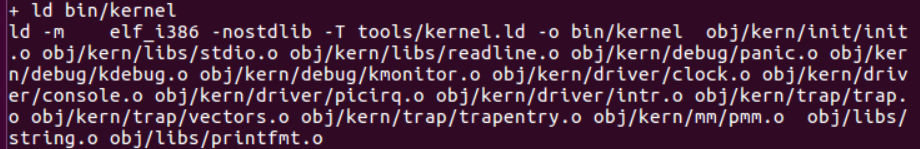 + ld bin/kernel
ld -m    elf_i386 -nostdlib -T tools/kernel.ld -o bin/kernel  obj/kern/init/init
.o obj/kern/libs/stdio.o obj/kern/libs/readline.o obj/kern/debug/panic.o obj/ker
n/debug/kdebug.o obj/kern/debug/kmonitor.o obj/kern/driver/clock.o obj/kern/driv
er/console.o obj/kern/driver/picirq.o obj/kern/driver/intr.o obj/kern/trap/trap.
o obj/kern/trap/vectors.o obj/kern/trap/trapentry.o obj/kern/mm/pmm.o  obj/libs/
string.o obj/libs/printfmt.o